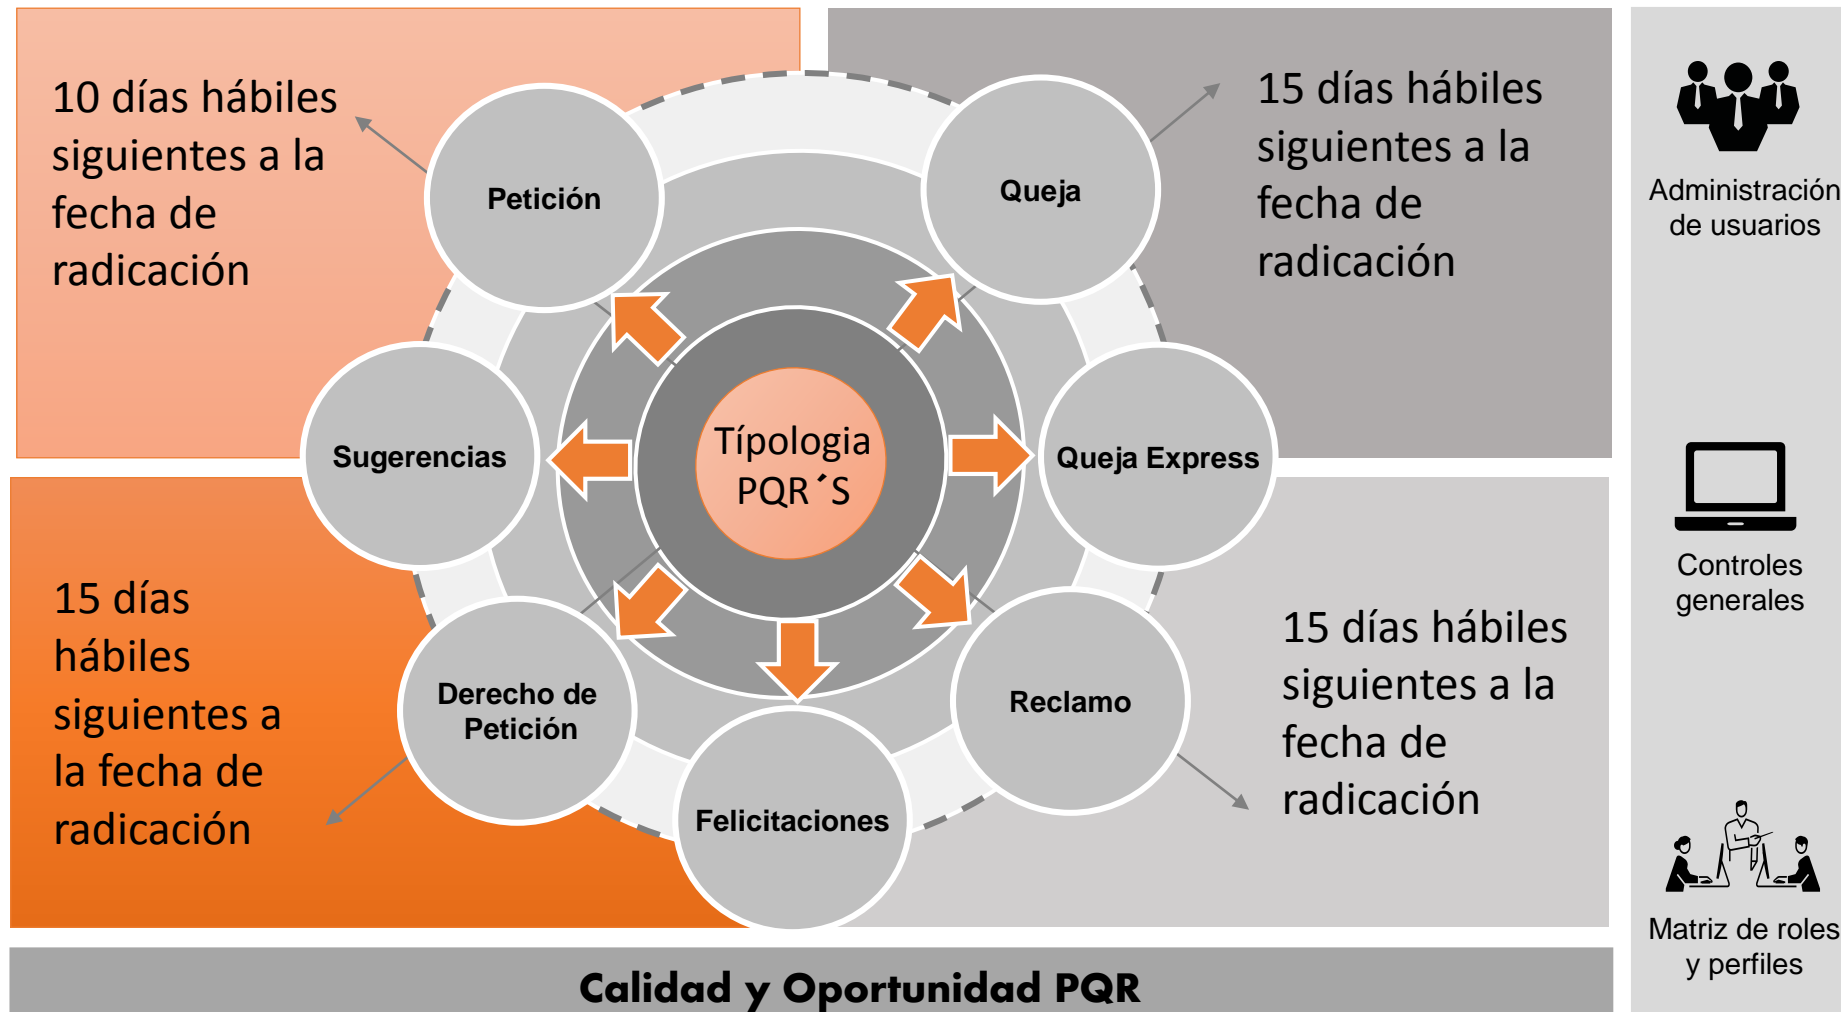 10 días hábiles
siguientes a la
fecha de
radicación
Petición
Queja
15 días hábiles
siguientes a la
fecha de
radicación
Sugerencias
Típologia
PQR´S
Queja Express
15 días
hábiles
siguientes a
la fecha de
radicación
Derecho de
Petición
Felicitaciones
Reclamo
15 días hábiles
siguientes a la
fecha de
radicación
Calidad y Oportunidad PQR
Administración
de usuarios
Controles
generales
Matriz de roles
y perfiles